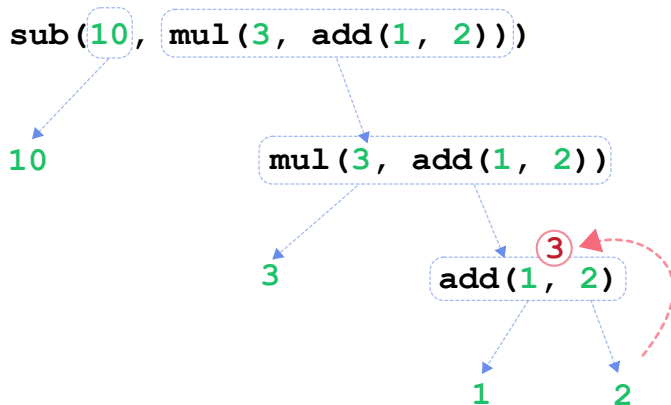 sub(10, mul(3, add(1, 2)))
10
mul(3, add(1, 2))
3
3
add(1, 2)
1
2